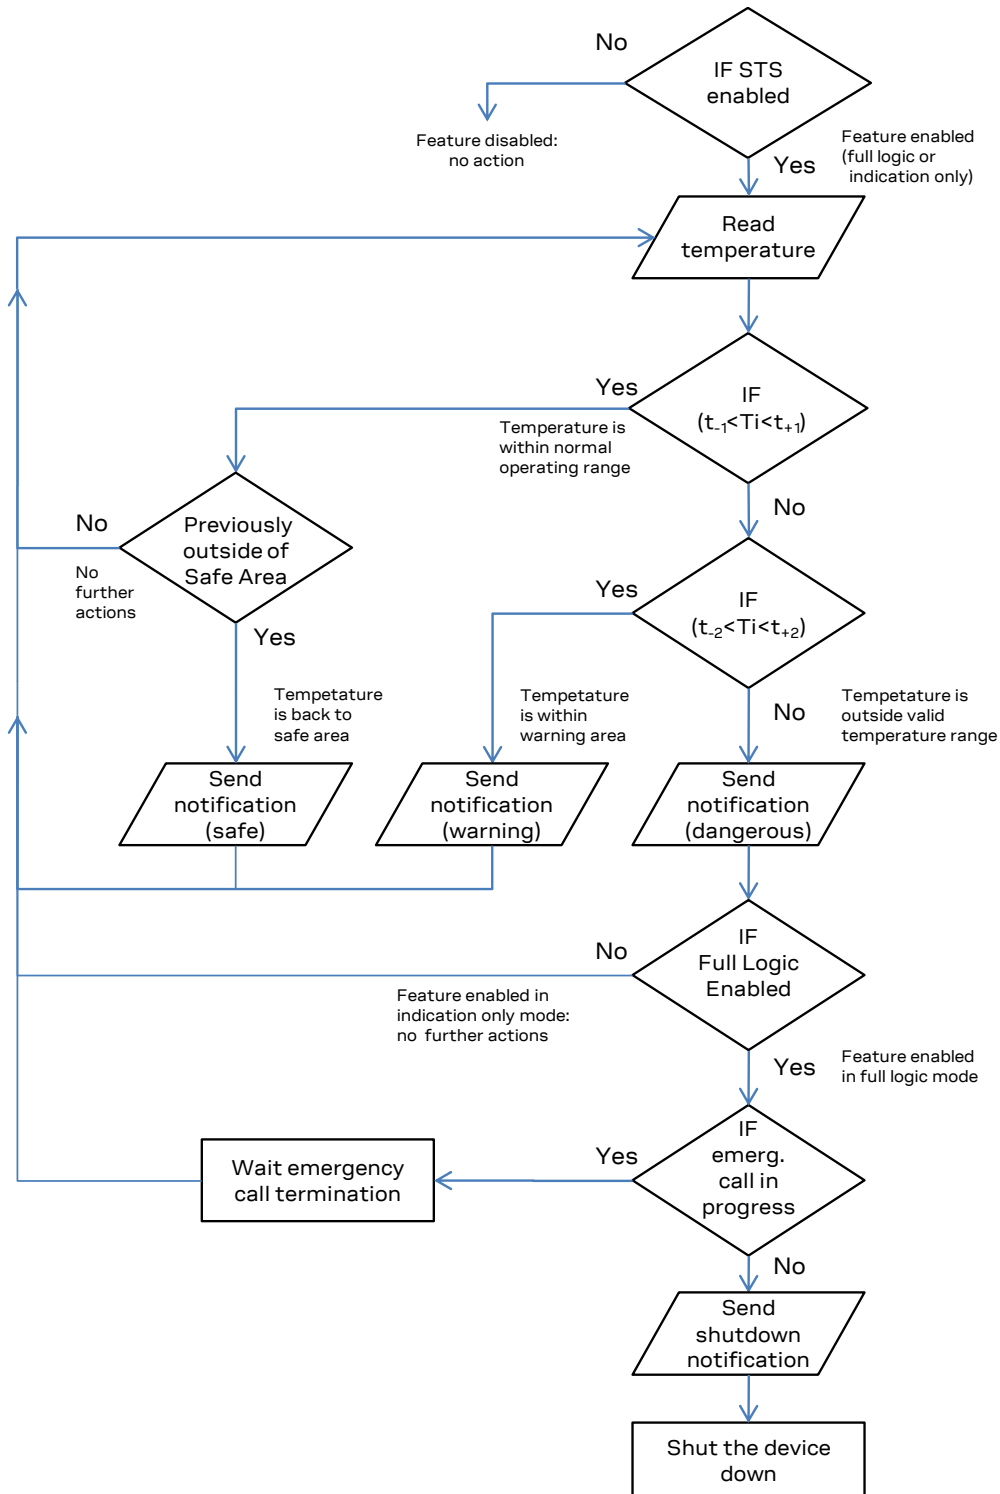 No
IF STS
enabled
Feature disabled:
no action
Yes
Feature enabled
(full logic or
indication only)
Read
temperature
Yes
IF
(t₋₁<Ti<t₊₁)
Temperature is
within normal
operating range
No
No
Previously
outside of
Safe Area
No
further
actions
Yes
Yes
IF
(t₋₂<Ti<t₊₂)
Tempetature
is back to
safe area
Tempetature
is within
warning area
No
Tempetature is
outside valid
temperature range
Send
notification
(safe)
Send
notification
(warning)
Send
notification
(dangerous)
No
IF
Full Logic
Enabled
Feature enabled in
indication only mode:
no further actions
Yes
Feature enabled
in full logic mode
Wait emergency
call termination
Yes
IF
emerg.
call in
progress
No
Send
shutdown
notification
Shut the device
down